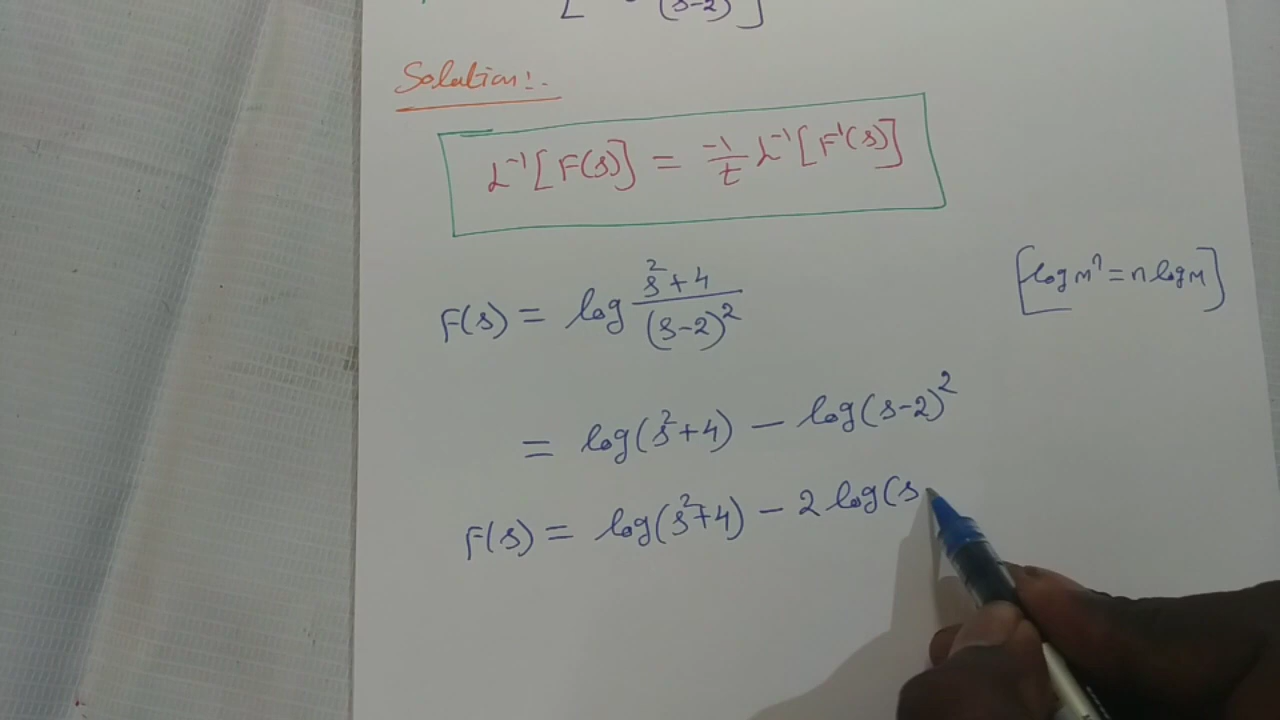 (s-2)
Solution:-
L⁻¹[F(s)] = -1/t L⁻¹[F'(s)]
F(s) = log (s²+4)/(s-2)²
[log mⁿ = n log m]
= log(s²+4) - log(s-2)²
F(s) = log(s²+4) - 2 log(s